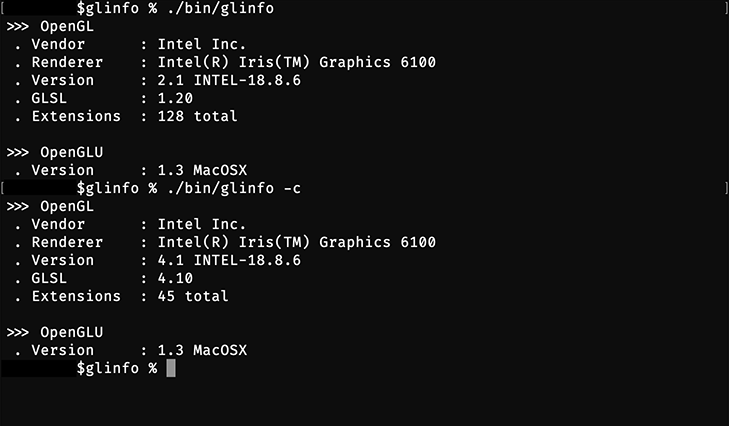 [ $glinfo % ./bin/glinfo ]
>>> OpenGL
 . Vendor     : Intel Inc.
 . Renderer   : Intel(R) Iris(TM) Graphics 6100
 . Version    : 2.1 INTEL-18.8.6
 . GLSL       : 1.20
 . Extensions : 128 total

>>> OpenGLU
 . Version    : 1.3 MacOSX
[ $glinfo % ./bin/glinfo -c ]
>>> OpenGL
 . Vendor     : Intel Inc.
 . Renderer   : Intel(R) Iris(TM) Graphics 6100
 . Version    : 4.1 INTEL-18.8.6
 . GLSL       : 4.10
 . Extensions : 45 total

>>> OpenGLU
 . Version    : 1.3 MacOSX
$glinfo %